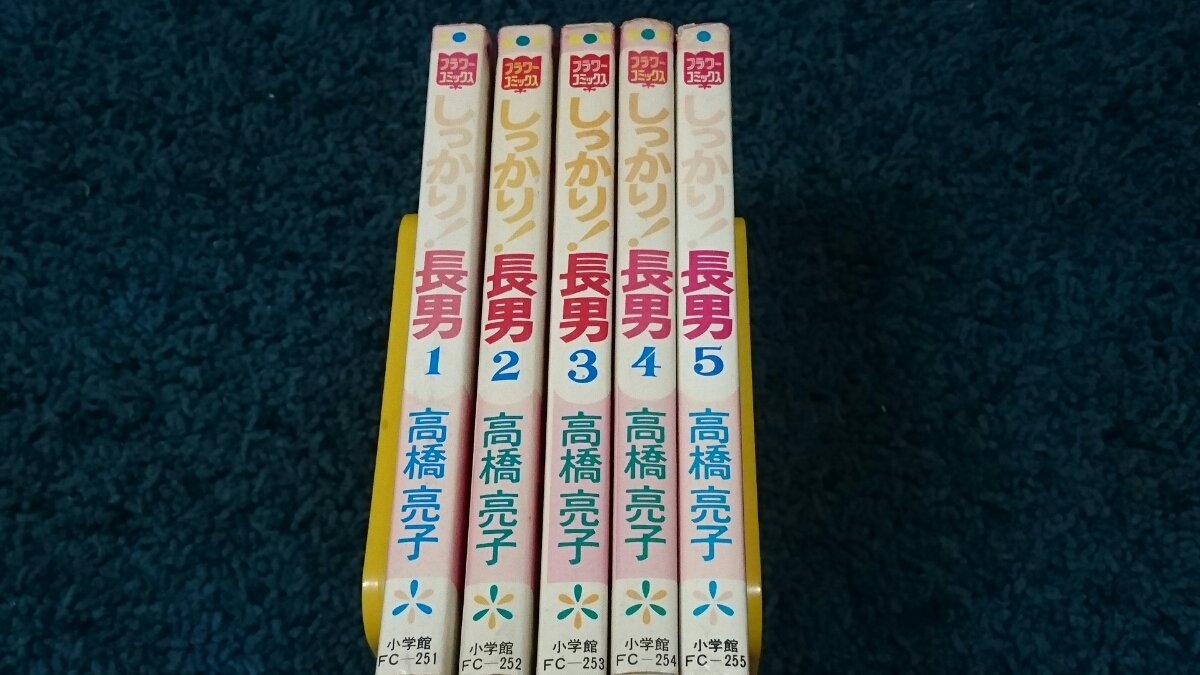 フラワー
コミックス
しっかり!
長男
1
高橋亮子
小学館
FC-251
フラワー
コミックス
しっかり!
長男
2
高橋亮子
小学館
FC-252
フラワー
コミックス
しっかり!
長男
3
高橋亮子
小学館
FC-253
フラワー
コミックス
しっかり!
長男
4
高橋亮子
小学館
FC-254
フラワー
コミックス
しっかり!
長男
5
高橋亮子
小学館
FC-255